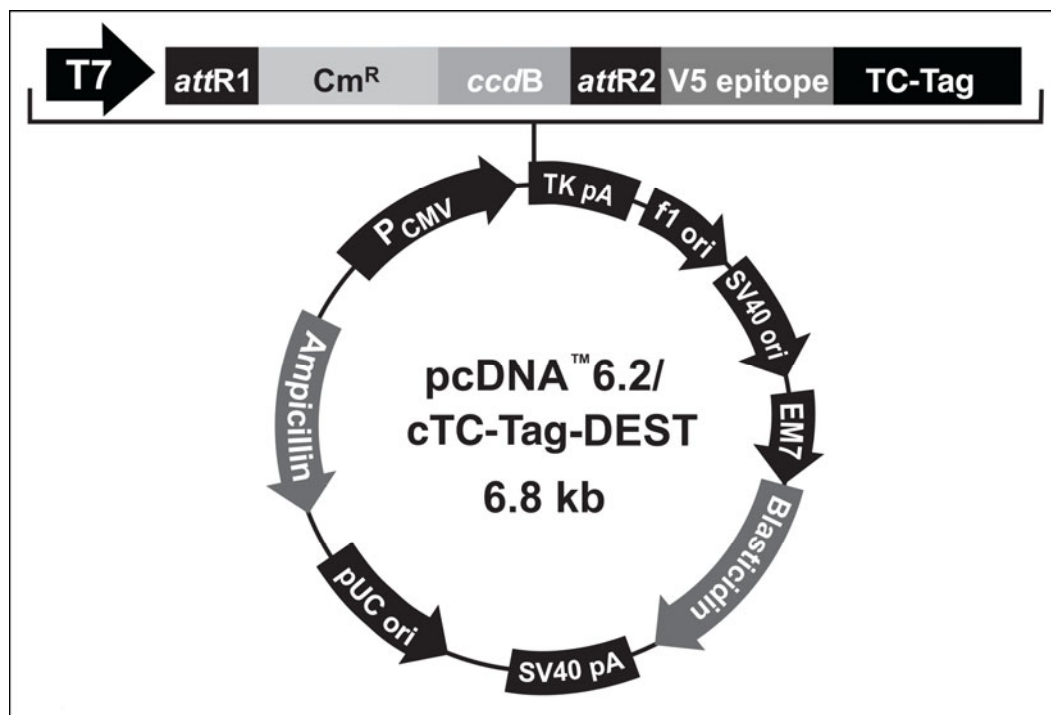 T7 attR1 Cmᴿ ccdB attR2 V5 epitope TC-Tag
TK pA
f1 ori
SV40 ori
EM7
Blasticidin
SV40 pA
pUC ori
Ampicillin
P CMV
pcDNA™6.2/
cTC-Tag-DEST
6.8 kb